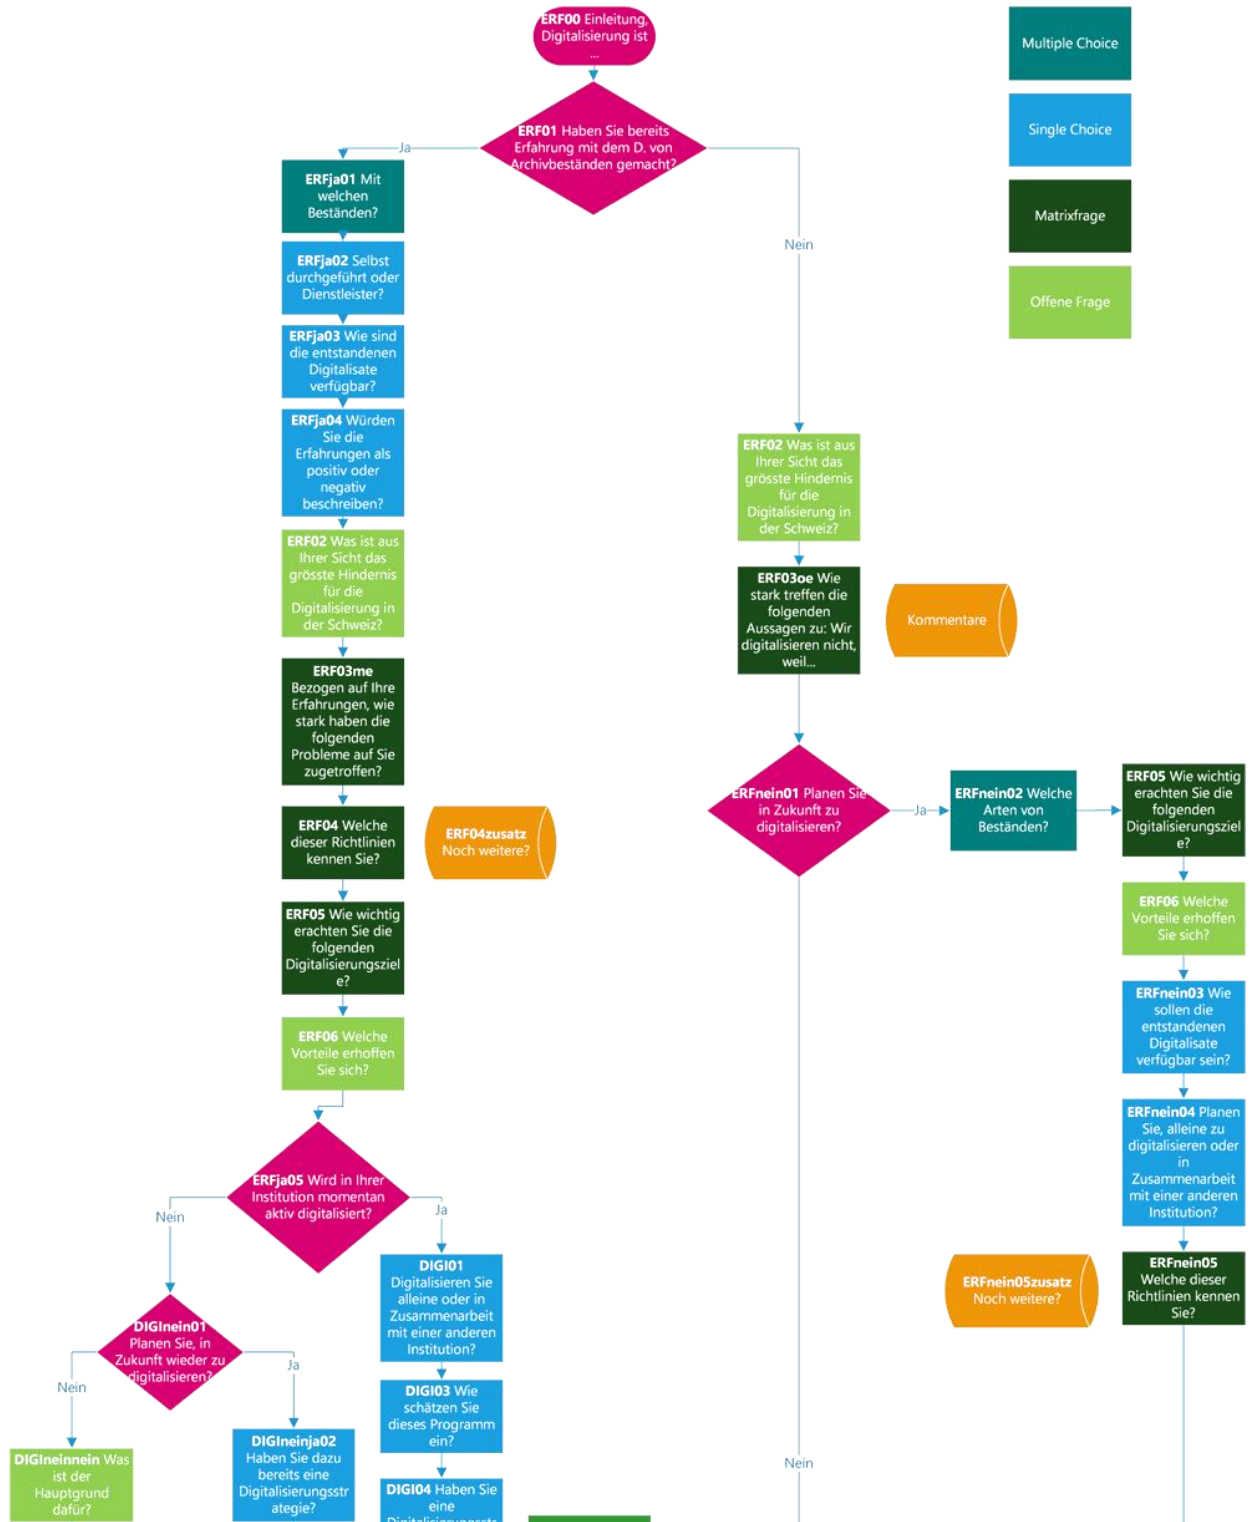 ERF00 Einleitung,
Digitalisierung ist
...
Multiple Choice
Single Choice
Matrixfrage
Offene Frage
ERF01 Haben Sie bereits
Erfahrung mit dem D. von
Archivbeständen gemacht?
Ja
Nein
ERFja01 Mit
welchen
Beständen?
ERFja02 Selbst
durchgeführt oder
Dienstleister?
ERFja03 Wie sind
die entstandenen
Digitalisate
verfügbar?
ERFja04 Würden
Sie die
Erfahrungen als
positiv oder
negativ
beschreiben?
ERF02 Was ist aus
Ihrer Sicht das
grösste Hindernis
für die
Digitalisierung in
der Schweiz?
ERF03me
Bezogen auf Ihre
Erfahrungen, wie
stark haben die
folgenden
Probleme auf Sie
zugetroffen?
ERF04 Welche
dieser Richtlinien
kennen Sie?
ERF04zusatz
Noch weitere?
ERF05 Wie wichtig
erachten Sie die
folgenden
Digitalisierungsziel
e?
ERF06 Welche
Vorteile erhoffen
Sie sich?
ERFja05 Wird in Ihrer
Institution momentan
aktiv digitalisiert?
Nein
Ja
DIGInein01
Planen Sie, in
Zukunft wieder zu
digitalisieren?
Nein
Ja
DIGIneinnein Was
ist der
Hauptgrund
dafür?
DIGIneinja02
Haben Sie dazu
bereits eine
Digitalisierungsstr
ategie?
DIGI01
Digitalisieren Sie
alleine oder in
Zusammenarbeit
mit einer anderen
Institution?
DIGI03 Wie
schätzen Sie
dieses Programm
ein?
DIGI04 Haben Sie
eine
Digitalisierungsstr
ERF02 Was ist aus
Ihrer Sicht das
grösste Hindernis
für die
Digitalisierung in
der Schweiz?
ERF03oe Wie
stark treffen die
folgenden
Aussagen zu: Wir
digitalisieren nicht,
weil...
Kommentare
ERFnein01 Planen Sie
in Zukunft zu
digitalisieren?
Ja
Nein
ERFnein02 Welche
Arten von
Beständen?
ERF05 Wie wichtig
erachten Sie die
folgenden
Digitalisierungsziel
e?
ERF06 Welche
Vorteile erhoffen
Sie sich?
ERFnein03 Wie
sollen die
entstandenen
Digitalisate
verfügbar sein?
ERFnein04 Planen
Sie, alleine zu
digitalisieren oder
in
Zusammenarbeit
mit einer anderen
Institution?
ERFnein05
Welche dieser
Richtlinien kennen
Sie?
ERFnein05zusatz
Noch weitere?